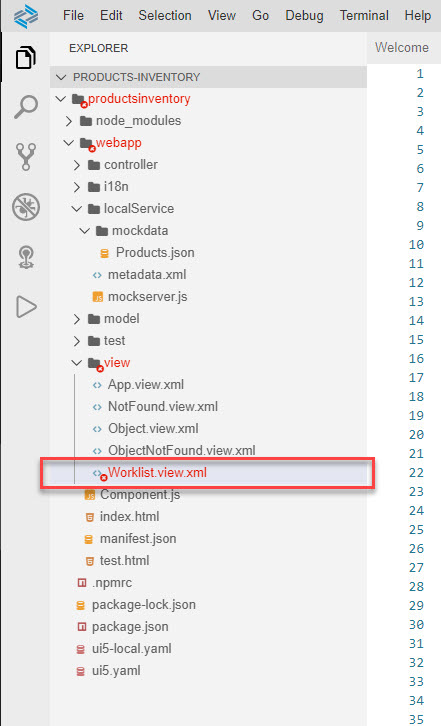 File Edit Selection View Go Debug Terminal Help
EXPLORER
Welcome
PRODUCTS-INVENTORY
productsinventory
node_modules
webapp
controller
i18n
localService
mockdata
Products.json
metadata.xml
mockserver.js
model
test
view
App.view.xml
NotFound.view.xml
Object.view.xml
ObjectNotFound.view.xml
Worklist.view.xml
JS Component.js
index.html
manifest.json
test.html
.npmrc
package-lock.json
package.json
ui5-local.yaml
ui5.yaml
1
2
3
4
5
6
7
8
9
10
11
12
13
14
15
16
17
18
19
20
21
22
23
24
25
26
27
28
29
30
31
32
33
34
35